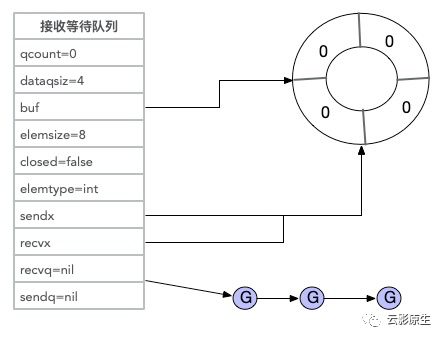 接收等待队列
qcount=0
dataqsiz=4
buf
elemsize=8
closed=false
elemtype=int
sendx
recvx
recvq=nil
sendq=nil
0 0
0 0
G G G
云影原生